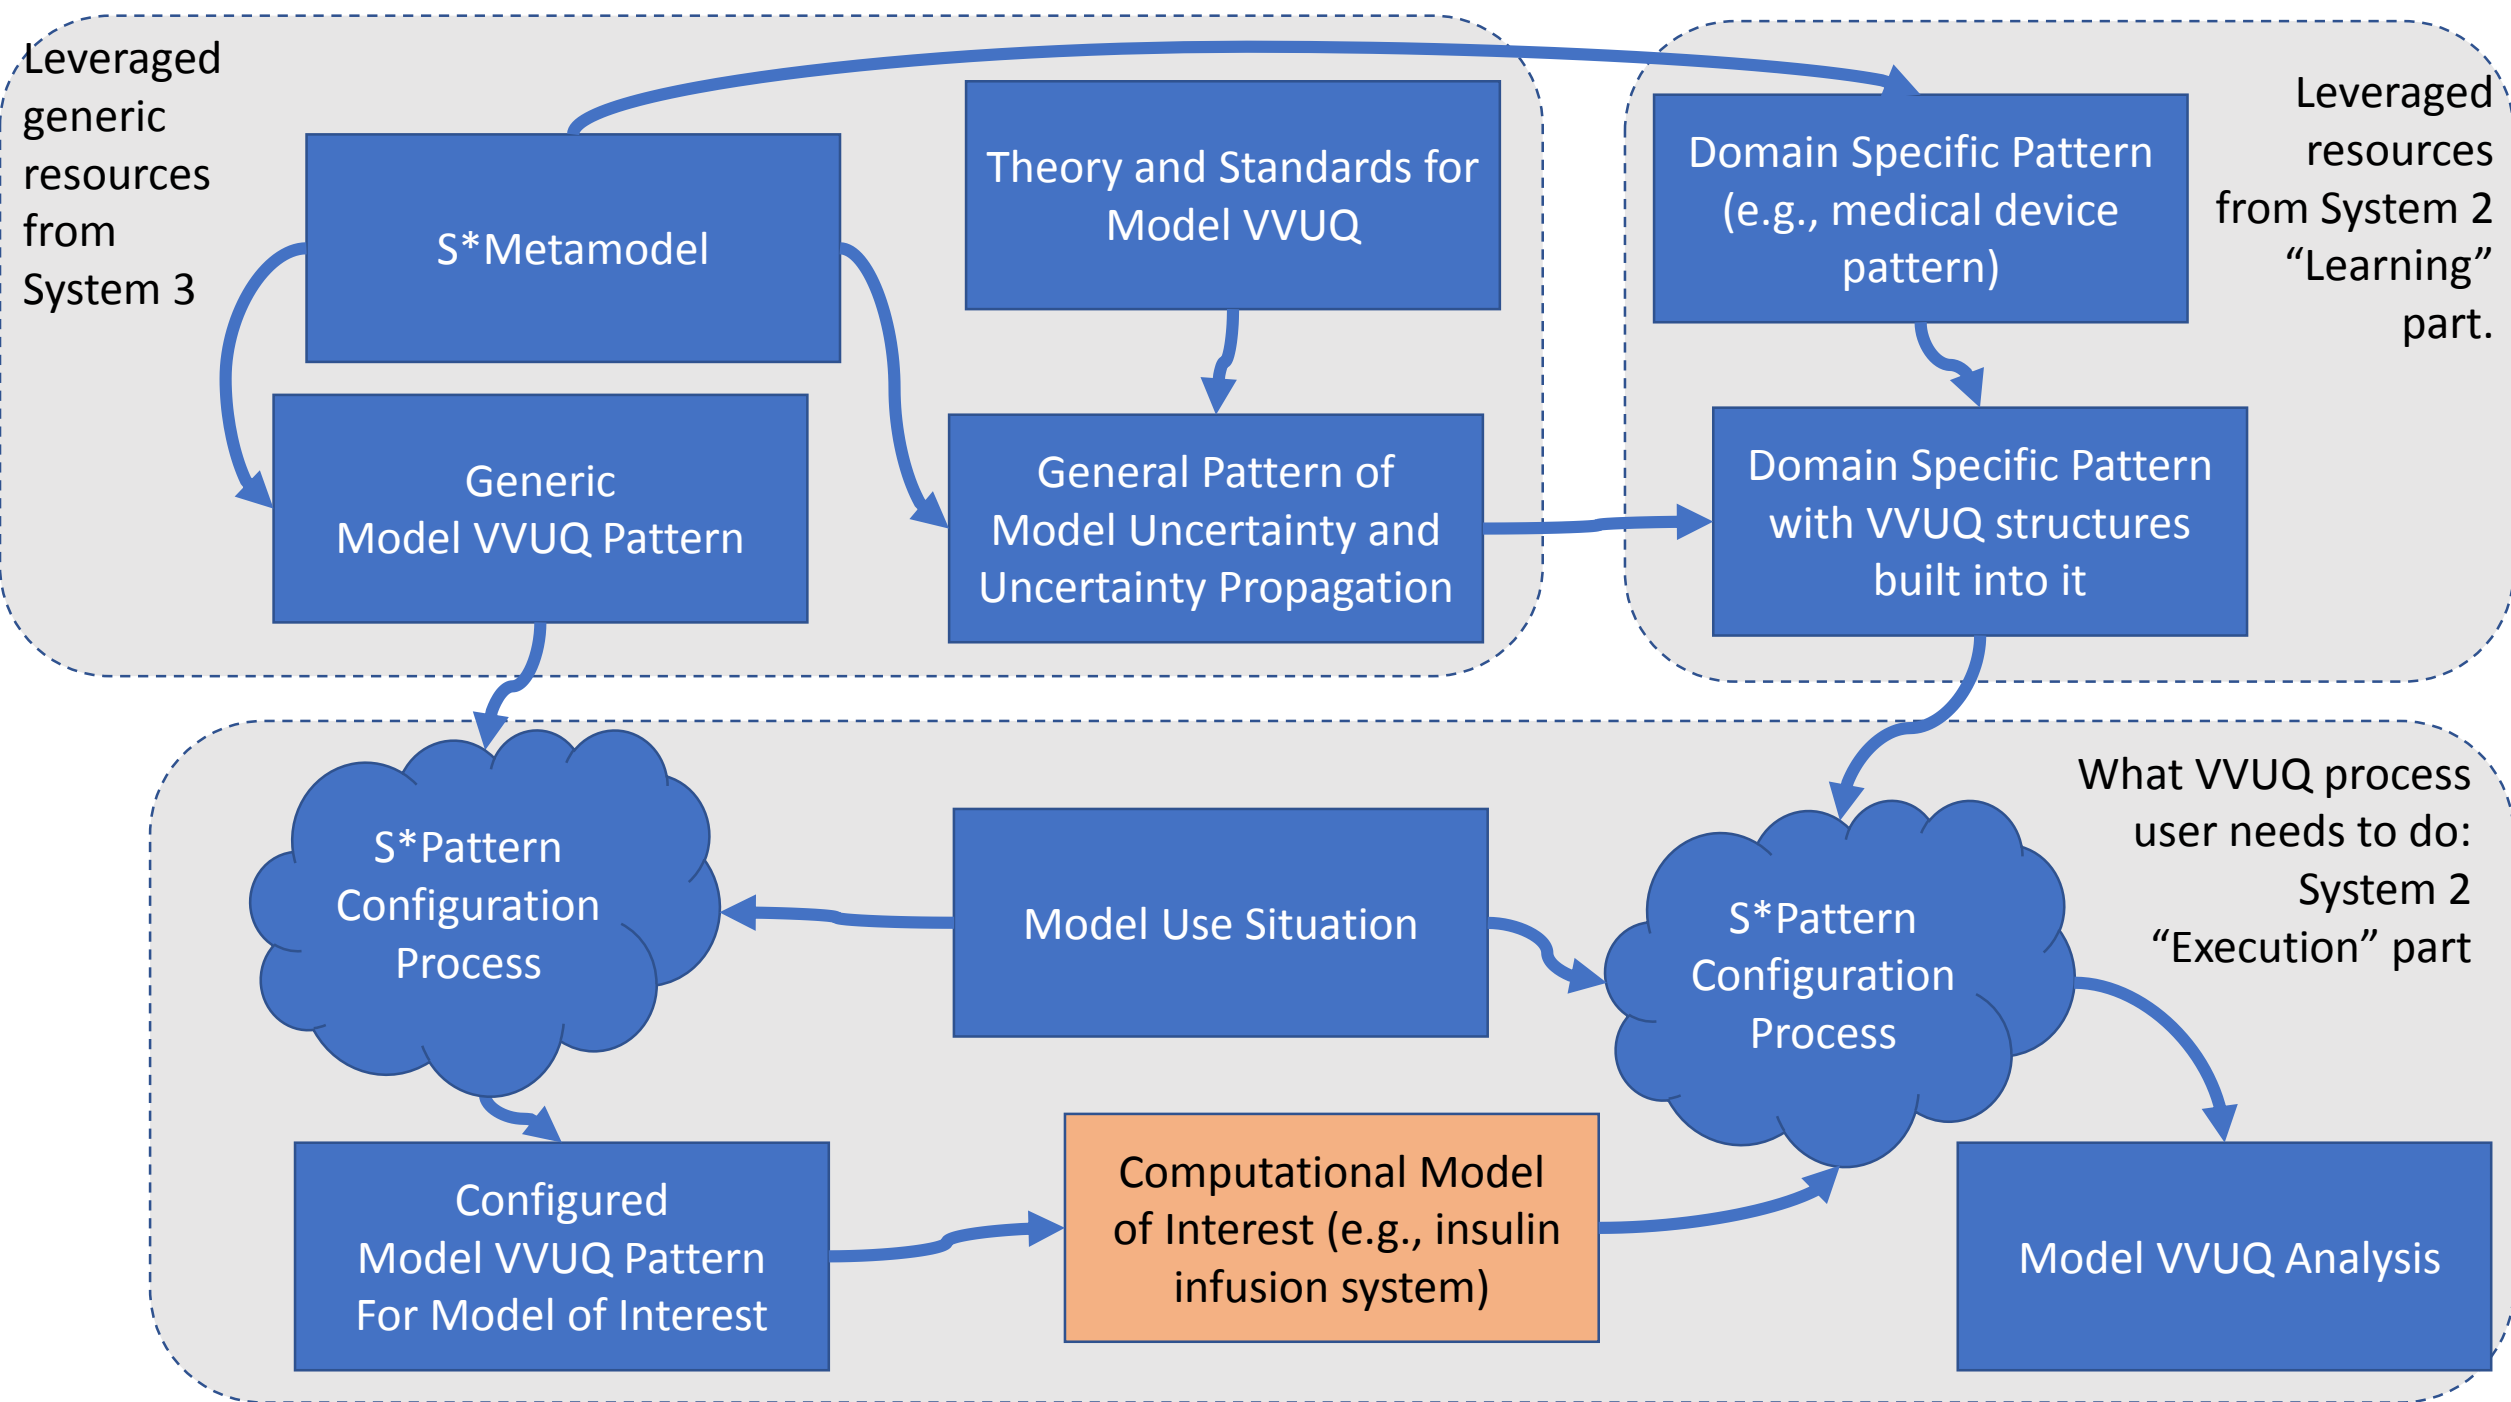 Leveraged
generic
resources
from
System 3
S*Metamodel
Theory and Standards for
Model VVUQ
Domain Specific Pattern
(e.g., medical device
pattern)
Leveraged
resources
from System 2
“Learning”
part.
Generic
Model VVUQ Pattern
General Pattern of
Model Uncertainty and
Uncertainty Propagation
Domain Specific Pattern
with VVUQ structures
built into it
S*Pattern
Configuration
Process
Model Use Situation
S*Pattern
Configuration
Process
What VVUQ process
user needs to do:
System 2
“Execution” part
Configured
Model VVUQ Pattern
For Model of Interest
Computational Model
of Interest (e.g., insulin
infusion system)
Model VVUQ Analysis